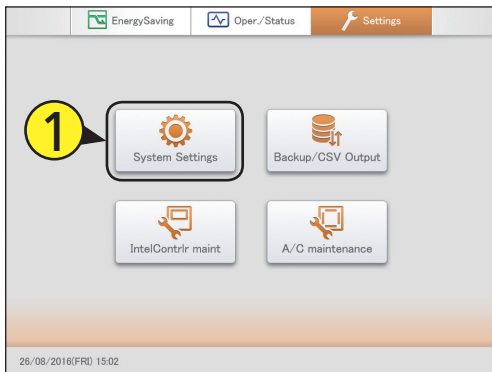 EnergySaving Oper./Status Settings
1
System Settings Backup/CSV Output
IntelContrlr maint A/C maintenance
26/08/2016(FRI) 15:02